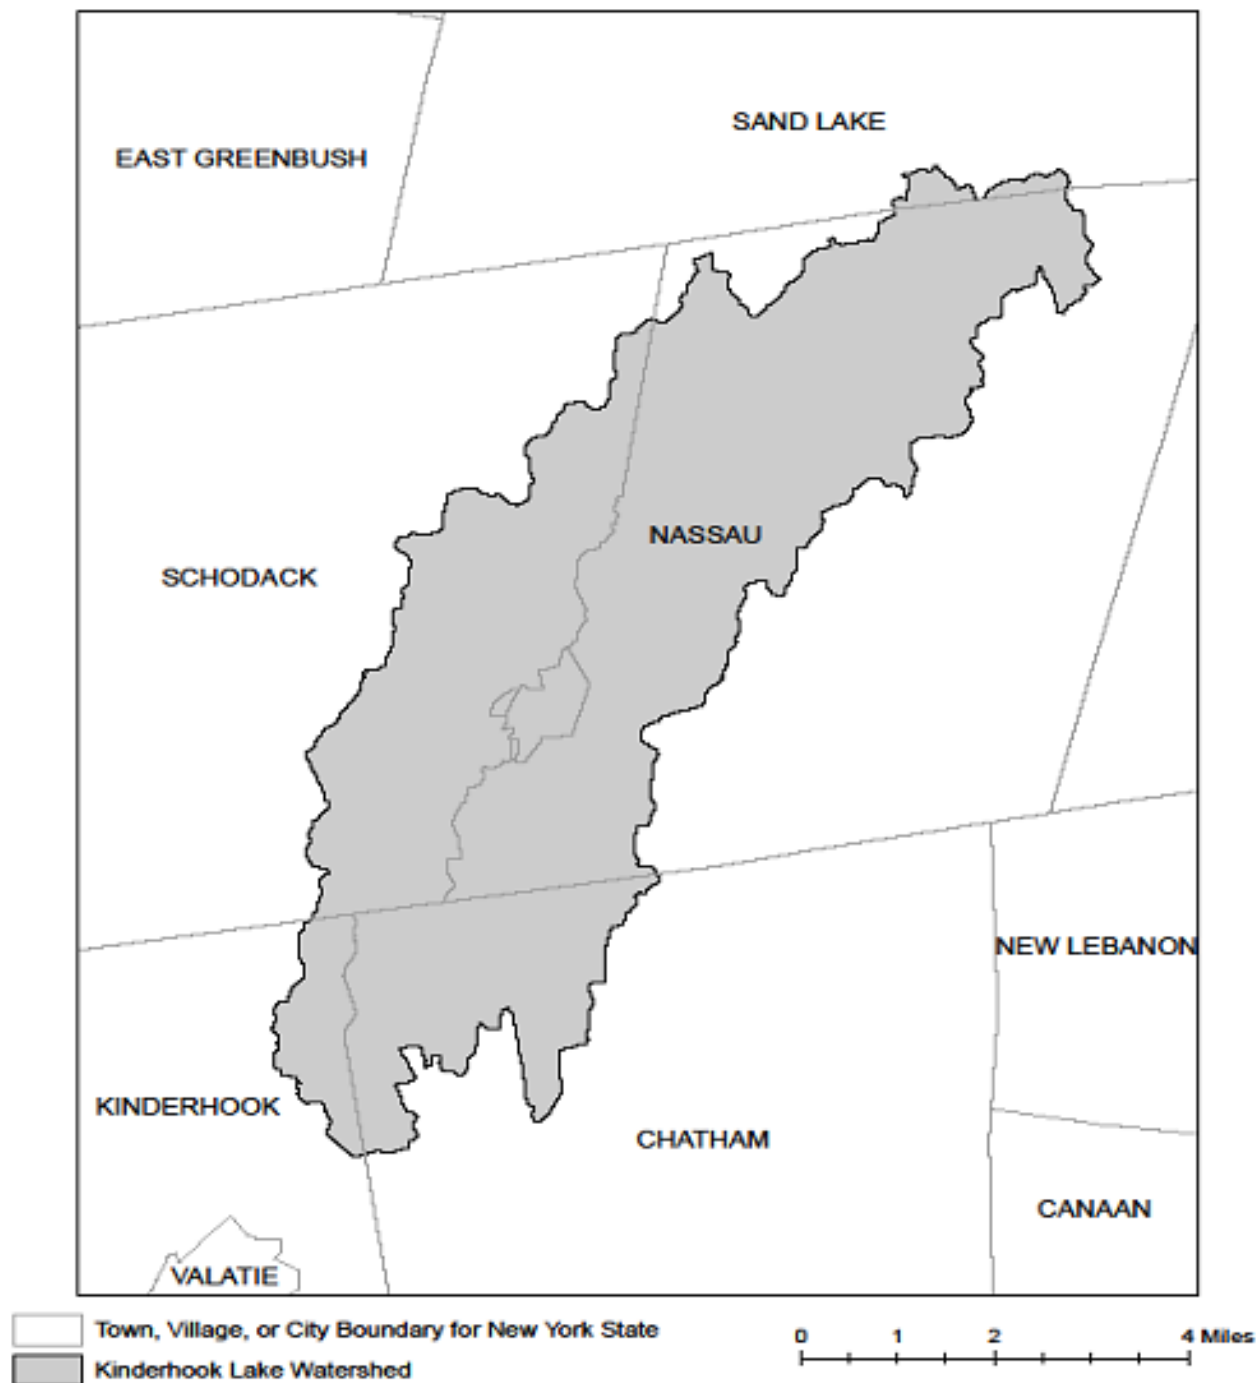 SAND LAKE
EAST GREENBUSH
NASSAU
SCHODACK
NEW LEBANON
KINDERHOOK
CHATHAM
CANAAN
VALATIE
Town, Village, or City Boundary for New York State
Kinderhook Lake Watershed
0 1 2 4 Miles